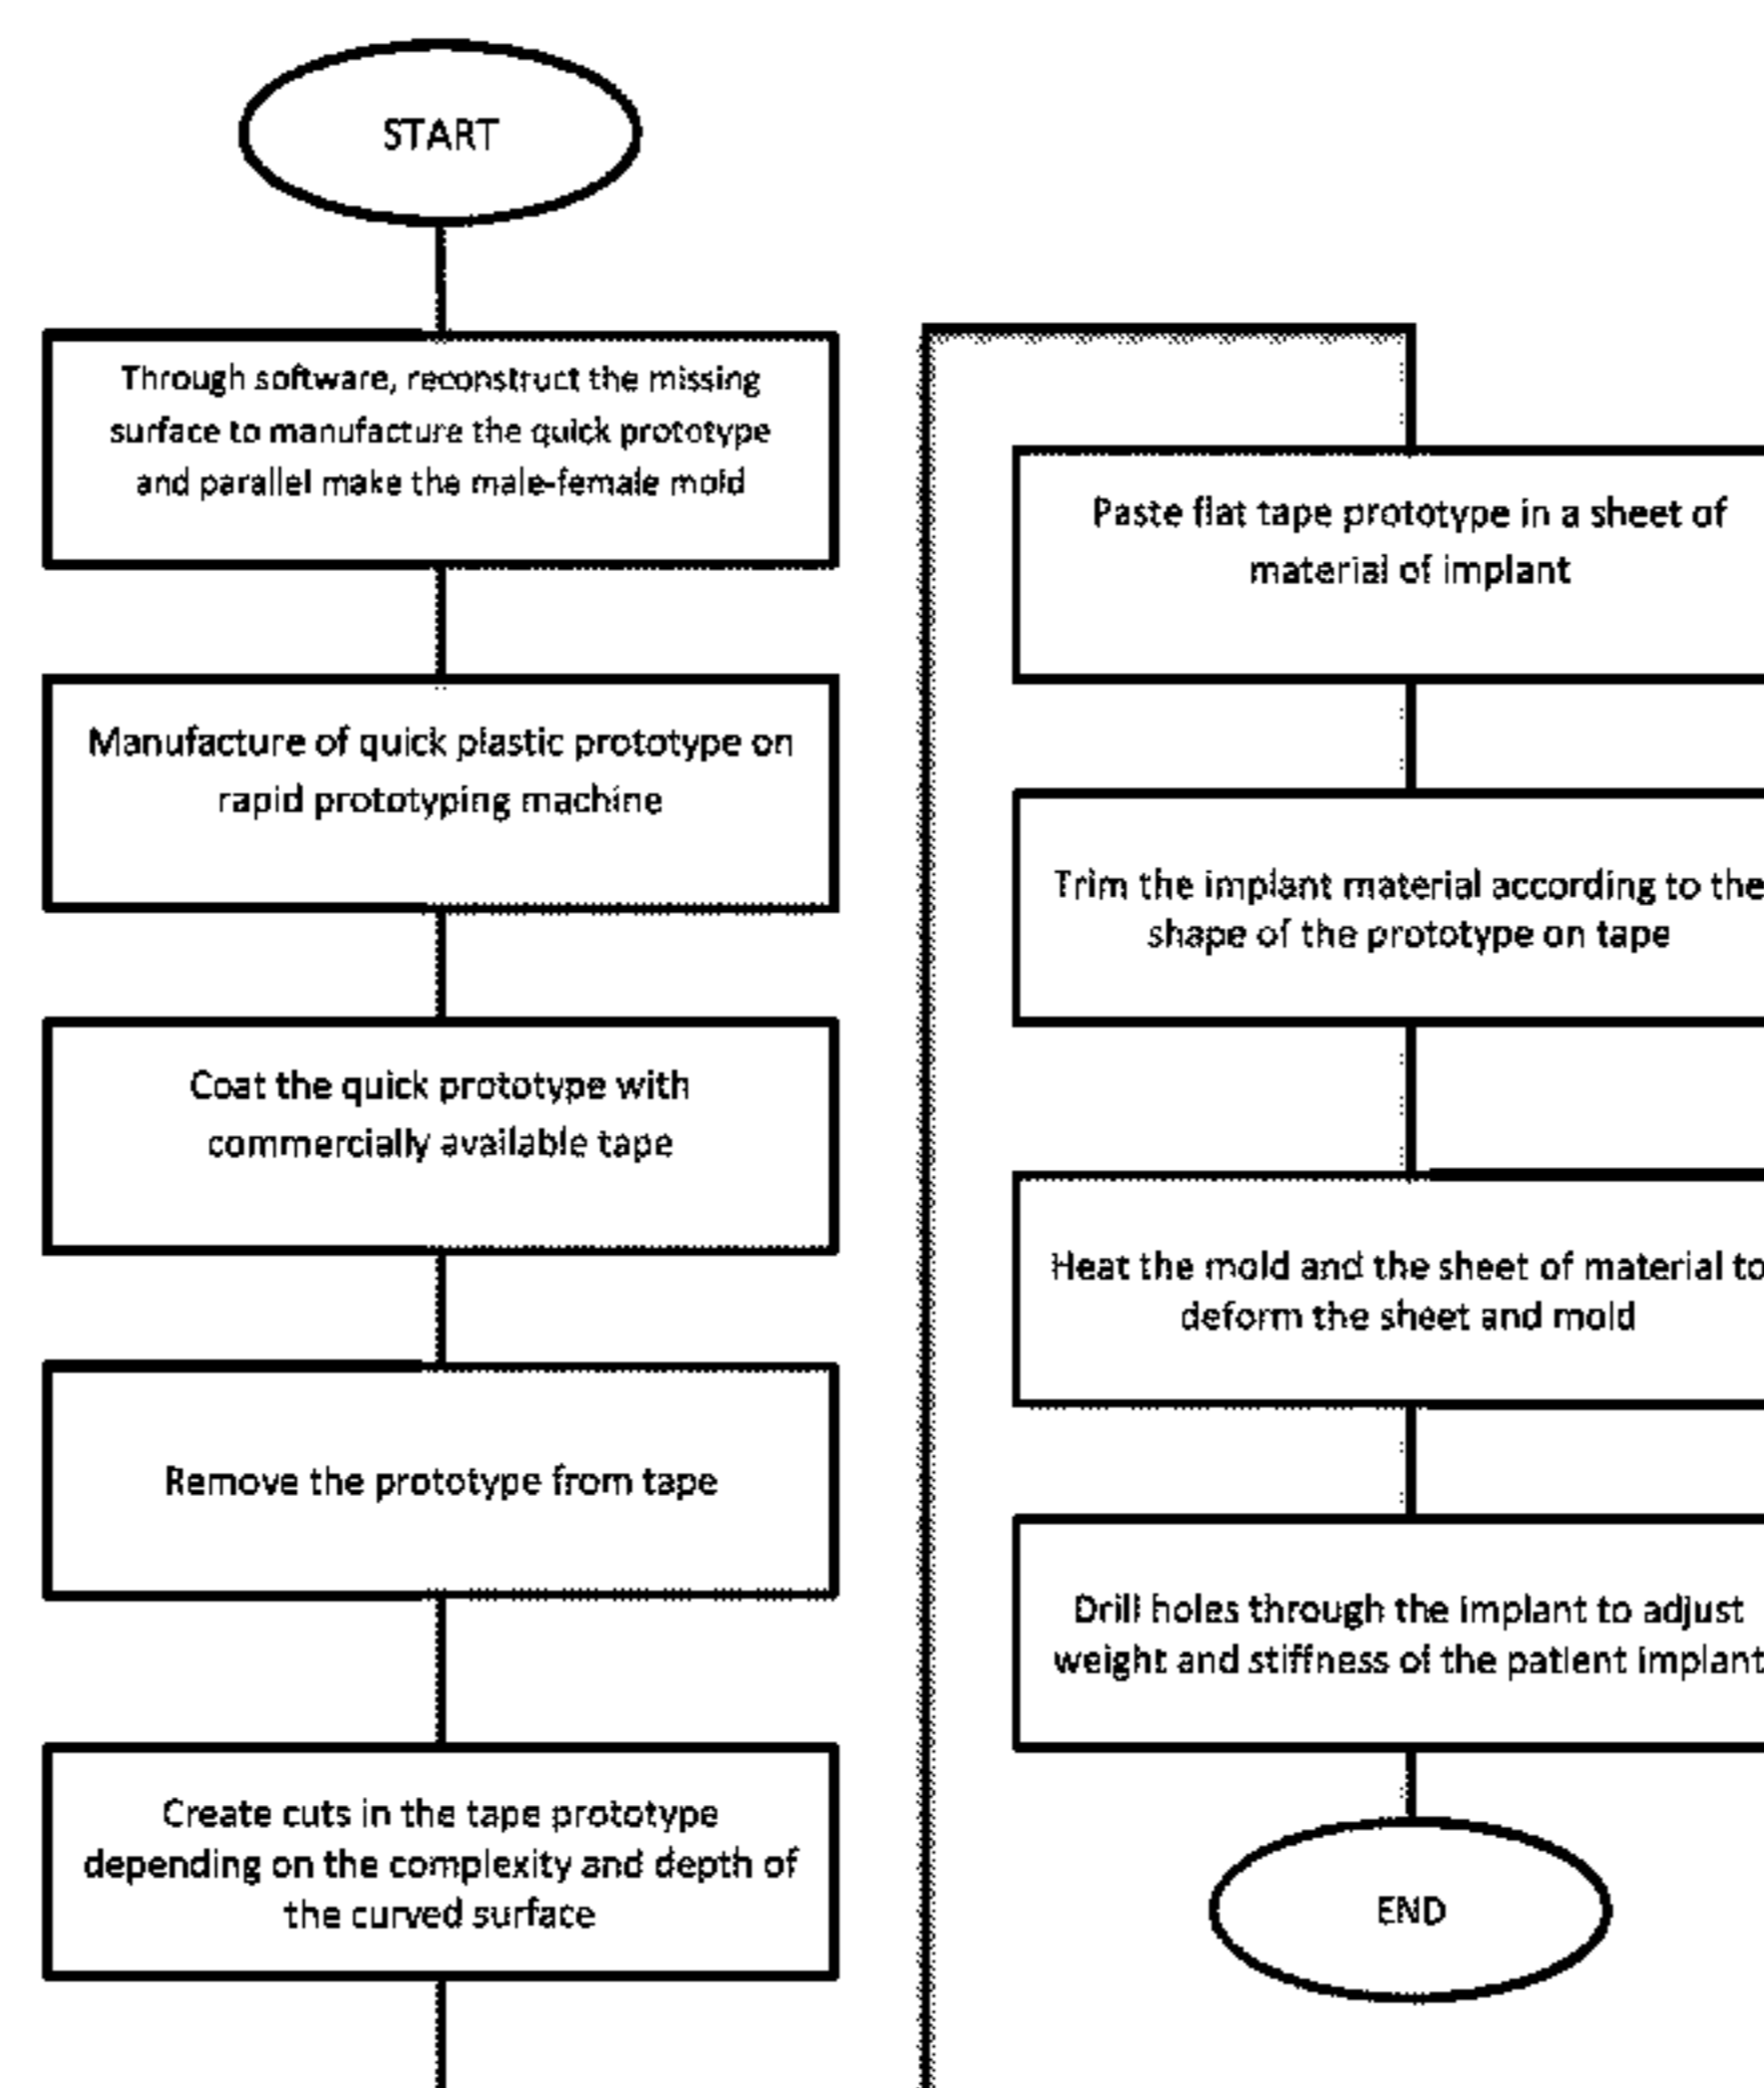 START
Through software, reconstruct the missing
surface to manufacture the quick prototype
and parallel make the male-female mold
Manufacture of quick plastic prototype on
rapid prototyping machine
Coat the quick prototype with
commercially available tape
Remove the prototype from tape
Create cuts in the tape prototype
depending on the complexity and depth of
the curved surface
Paste flat tape prototype in a sheet of
material of implant
Trim the implant material according to the
shape of the prototype on tape
Heat the mold and the sheet of material to
deform the sheet and mold
Drill holes through the implant to adjust
weight and stiffness of the patient implant
END